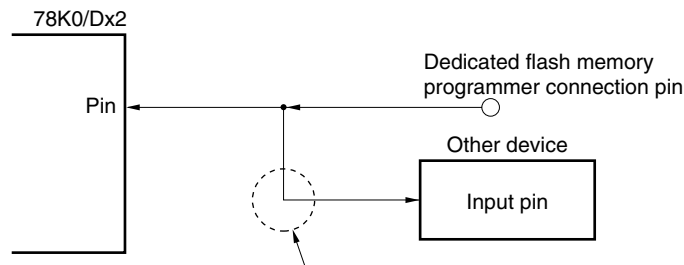 78K0/Dx2
Dedicated flash memory
programmer connection pin
Pin
Other device
Input pin